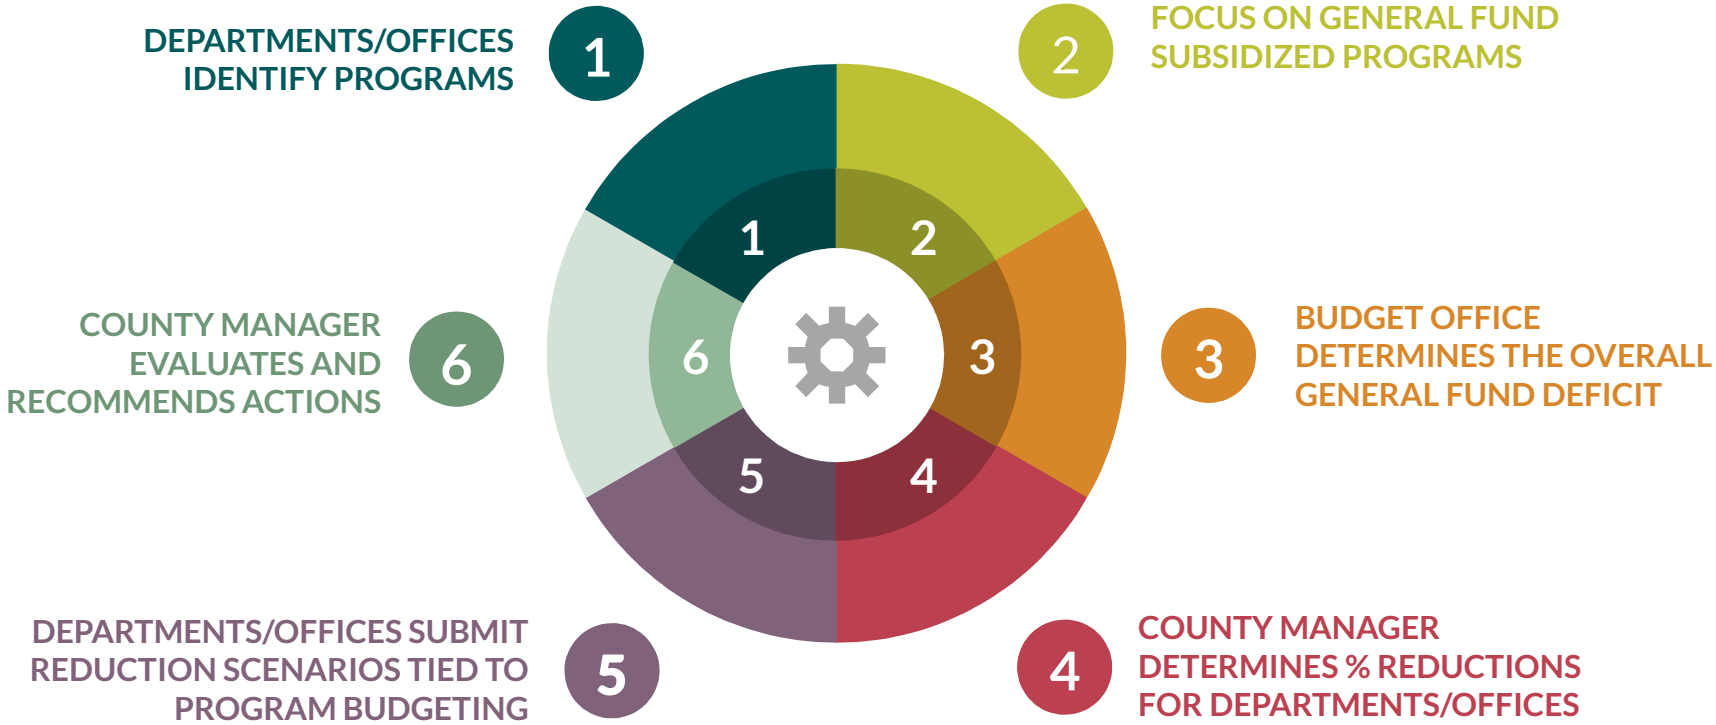 DEPARTMENTS/OFFICES
IDENTIFY PROGRAMS
1
2
FOCUS ON GENERAL FUND
SUBSIDIZED PROGRAMS
1
2
COUNTY MANAGER
EVALUATES AND
RECOMMENDS ACTIONS
6
6
3
3
BUDGET OFFICE
DETERMINES THE OVERALL
GENERAL FUND DEFICIT
5
4
DEPARTMENTS/OFFICES SUBMIT
REDUCTION SCENARIOS TIED TO
PROGRAM BUDGETING
5
4
COUNTY MANAGER
DETERMINES % REDUCTIONS
FOR DEPARTMENTS/OFFICES